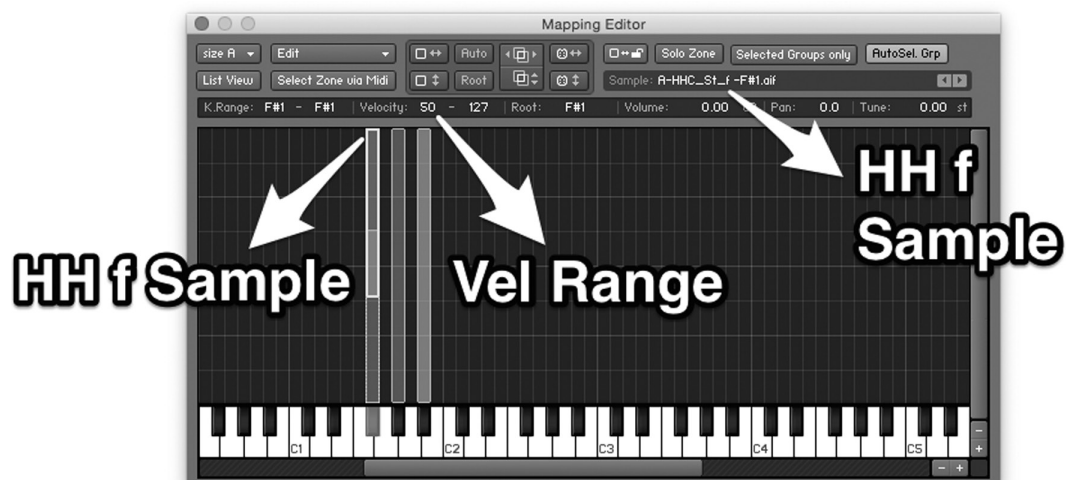 Mapping Editor
size A Edit Auto Solo Zone Selected Groups only AutoSel. Grp
List View Select Zone via Midi Root Sample: A-HHC_St_f -F#1.aif
K.Range: F#1 - F#1 Velocity: 50 - 127 Root: F#1 Volume: 0.00 Pan: 0.0 Tune: 0.00 st
HH f
Sample
HH f Sample
Vel Range
C1 C2 C3 C4 C5